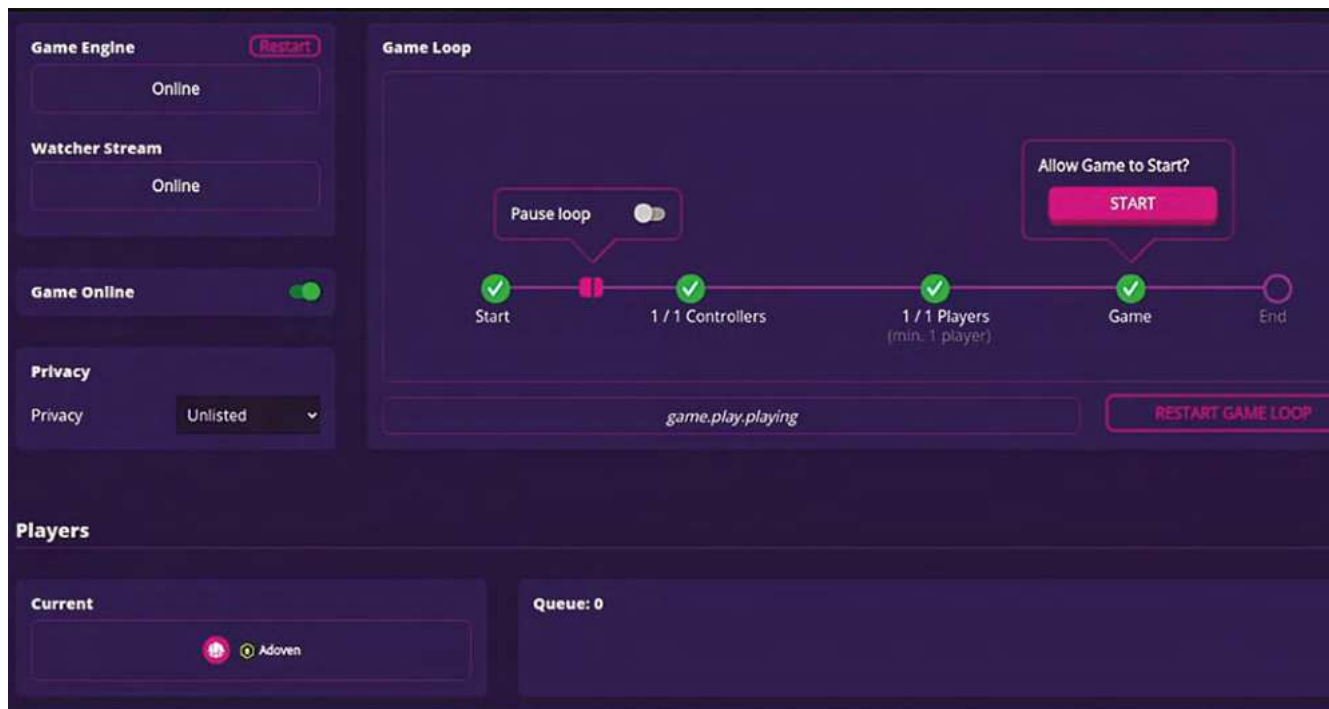 Game Engine
Restart
Online
Watcher Stream
Online
Game Online
Privacy
Privacy
Unlisted
Game Loop
Pause loop
Allow Game to Start?
START
Start
1 / 1 Controllers
1 / 1 Players
(min. 1 player)
Game
End
game.play.playing
RESTART GAME LOOP
Players
Current
Adoven
Queue: 0